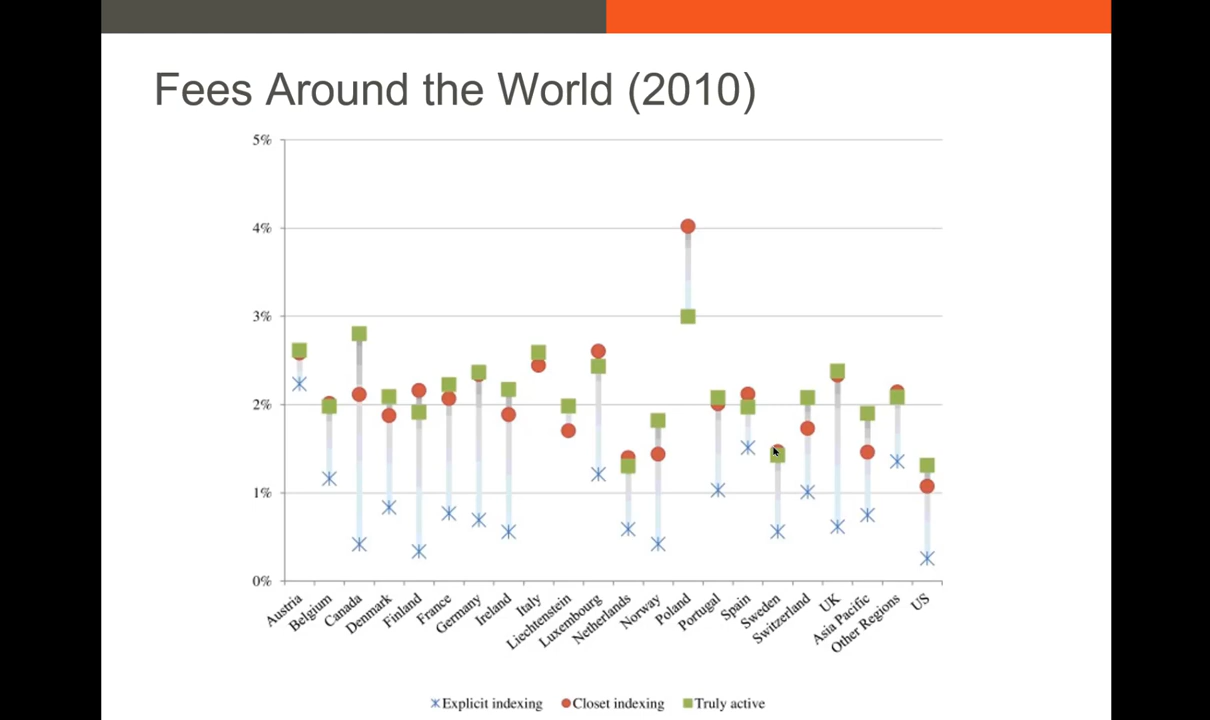 Fees Around the World (2010)
5%
4%
3%
2%
1%
0%
Austria
Belgium
Canada
Denmark
Finland
France
Germany
Ireland
Italy
Liechtenstein
Luxembourg
Netherlands
Norway
Poland
Portugal
Spain
Sweden
Switzerland
UK
Asia Pacific
Other Regions
US
Explicit indexing Closet indexing Truly active